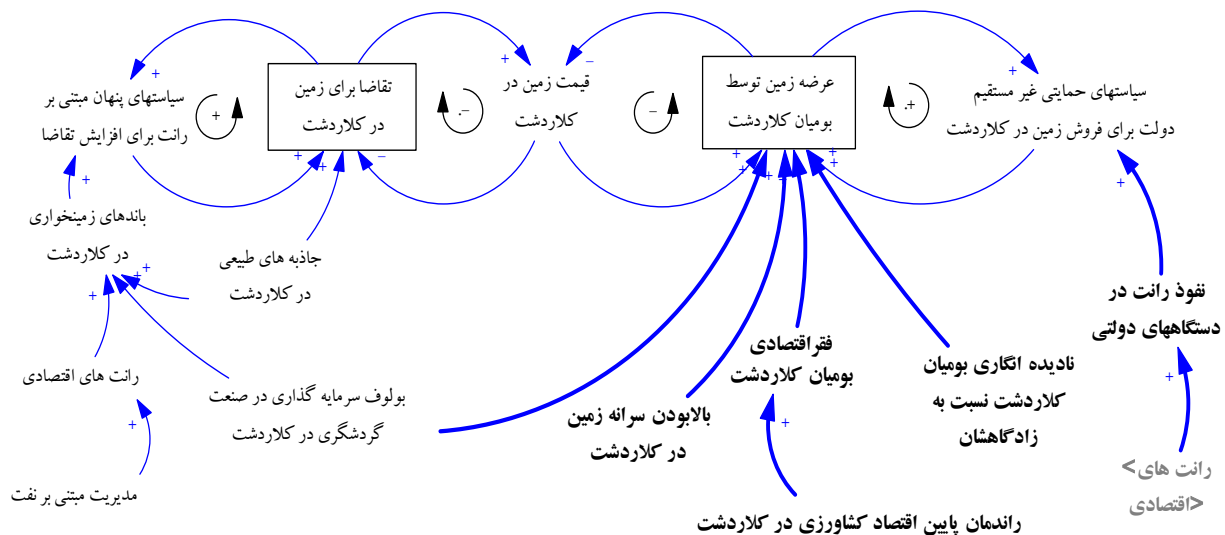 سیاستهای پنهان مبتنی بر
رانت برای افزایش تقاضا
تقاضا برای زمین
در کلاردشت
قیمت زمین در
کلاردشت
عرضه زمین توسط
بومیان کلاردشت
سیاستهای حمایتی غیر مستقیم
دولت برای فروش زمین در کلاردشت
باندهای زمینخواری
در کلاردشت
جاذبه های طبیعی
در کلاردشت
نفوذ رانت در
دستگاههای دولتی
رانت های اقتصادی
بولوف سرمایه گذاری در صنعت
گردشگری در کلاردشت
بالابودن سرانه زمین
در کلاردشت
فقراقتصادی
بومیان کلاردشت
نادیده انگاری بومیان
کلاردشت نسبت به
زادگاهشان
<رانت های
اقتصادی>
مدیریت مبتنی بر نفت
راندمان پایین اقتصاد کشاورزی در کلاردشت